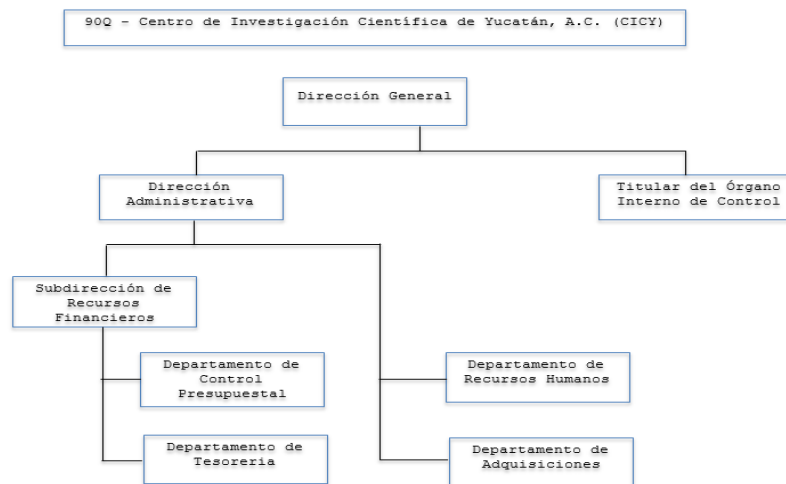 90Q – Centro de Investigación Científica de Yucatán, A.C. (CICY)
Dirección General
Dirección
Administrativa
Titular del Órgano
Interno de Control
Subdirección de
Recursos
Financieros
Departamento de
Control
Presupuestal
Departamento de
Recursos Humanos
Departamento de
Tesoreria
Departamento de
Adquisiciones